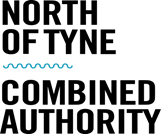 NORTH
OF TYNE
COMBINED
AUTHORITY